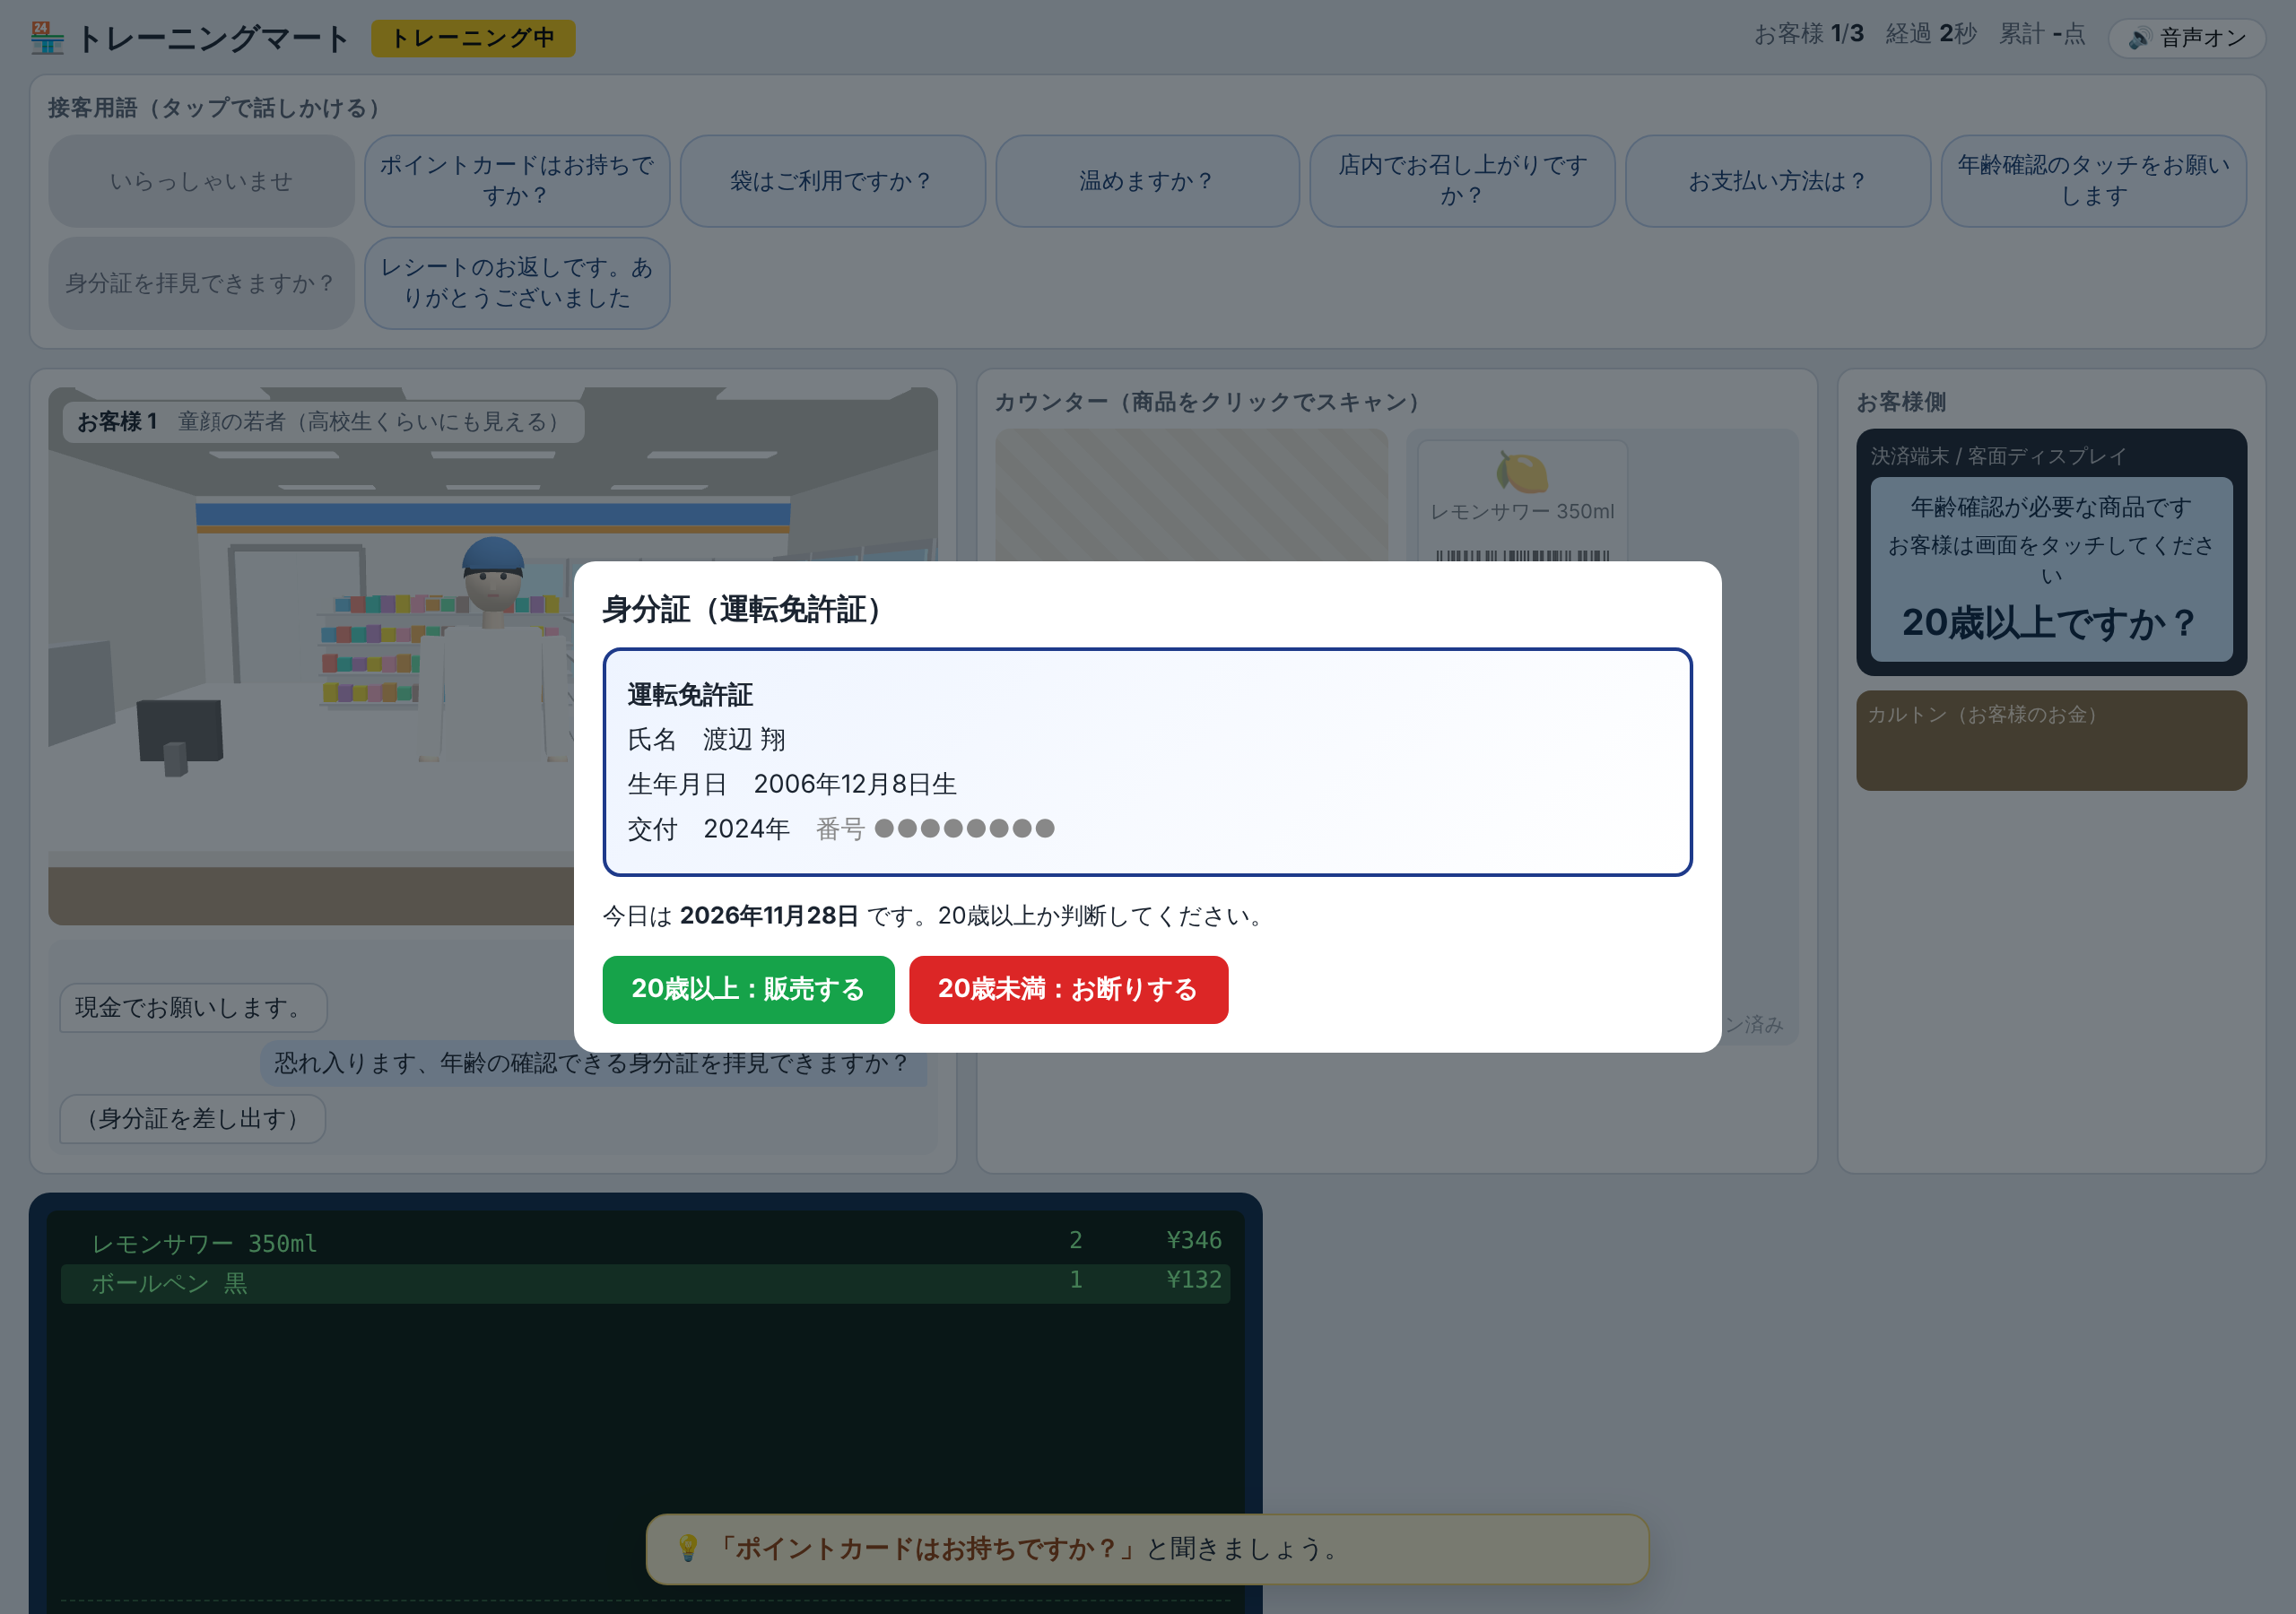 トレーニングマート トレーニング中 お客様 1/3 経過 2秒 累計 -点 音声オン
接客用語（タップで話しかける）
いらっしゃいませ
ポイントカードはお持ちで
すか？
袋はご利用ですか？
温めますか？
店内でお召し上がりです
か？
お支払い方法は？
年齢確認のタッチをお願い
します
身分証を拝見できますか？
レシートのお返しです。あ
りがとうございました
お客様 1 童顔の若者（高校生くらいにも見える）
現金でお願いします。
恐れ入ります、年齢の確認できる身分証を拝見できますか？
（身分証を差し出す）
カウンター（商品をクリックでスキャン）
レモンサワー 350ml
ン済み
お客様側
決済端末 / 客面ディスプレイ
年齢確認が必要な商品です
お客様は画面をタッチしてくださ
い
20歳以上ですか？
カルトン（お客様のお金）
身分証（運転免許証）
運転免許証
氏名 渡辺 翔
生年月日 2006年12月8日生
交付 2024年 番号 ●●●●●●●●
今日は 2026年11月28日 です。20歳以上か判断してください。
20歳以上：販売する
20歳未満：お断りする
レモンサワー 350ml 2 ¥346
ボールペン 黒 1 ¥132
「ポイントカードはお持ちですか？」と聞きましょう。